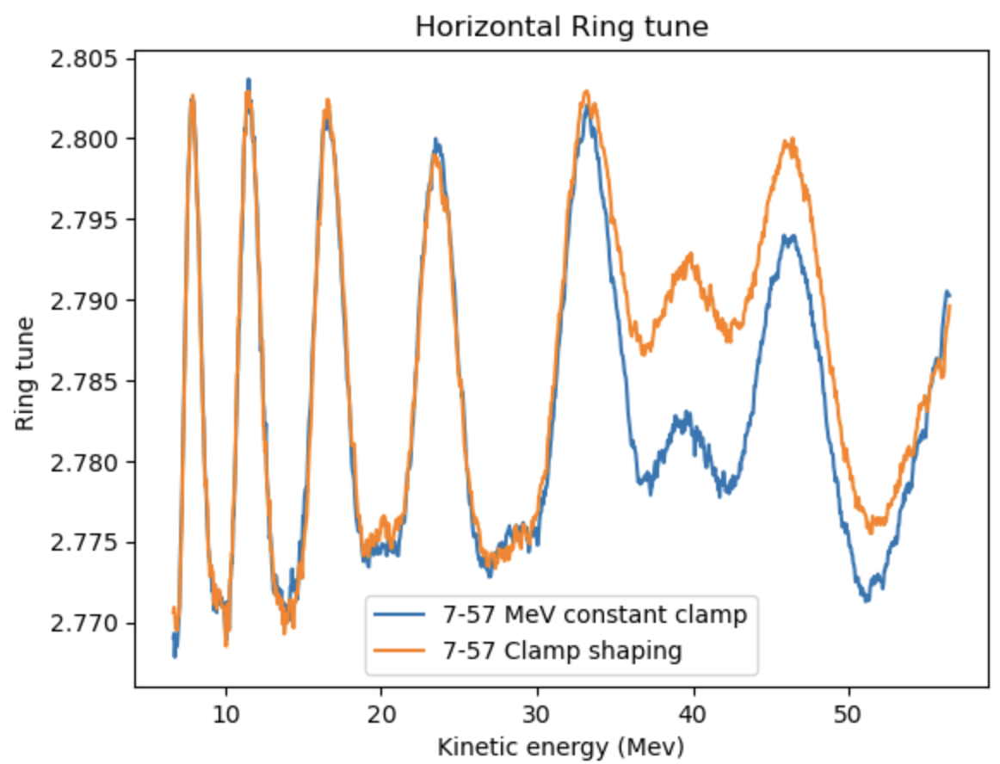 Horizontal Ring tune
2.805
2.800
2.795
2.790
2.785
2.780
2.775
2.770
Ring tune
7-57 MeV constant clamp
7-57 Clamp shaping
10 20 30 40 50
Kinetic energy (Mev)